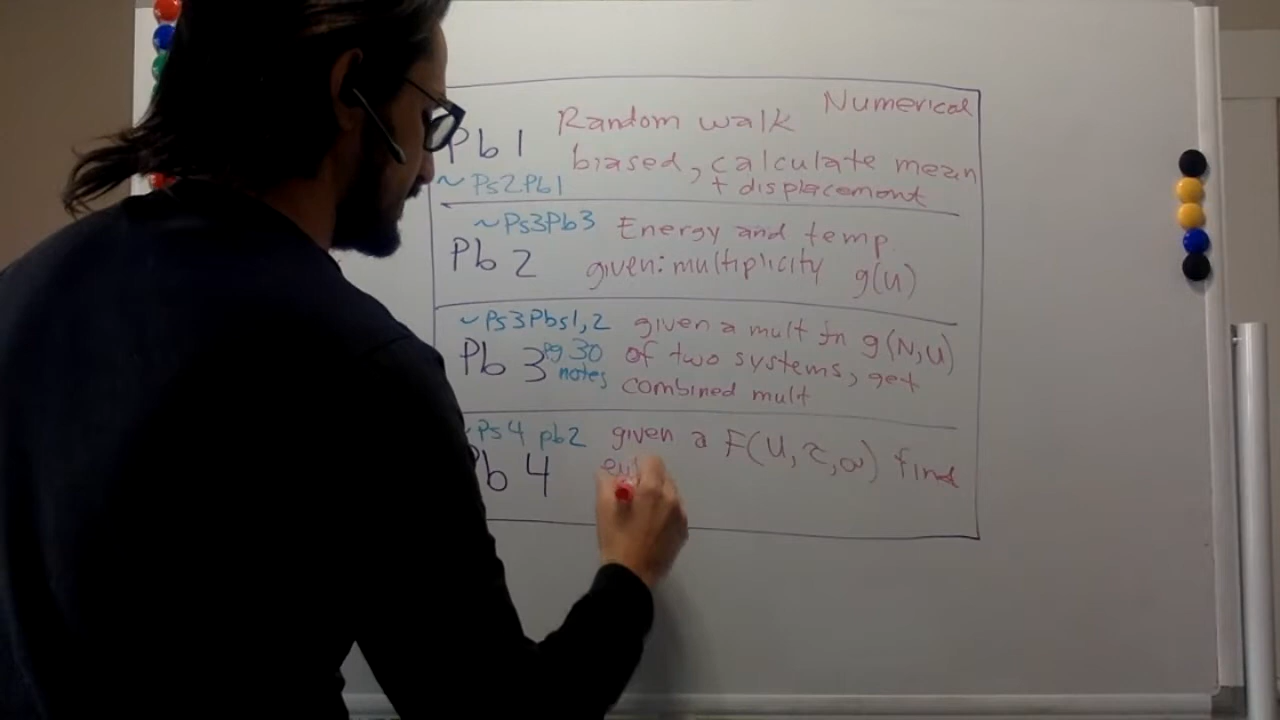 Numerical
Pb 1 Random walk
biased, calculate mean
~ Ps2Pb1 + displacement
~Ps3Pb3 Energy and temp.
Pb 2 given: multiplicity g(U)
~ Ps3Pbs1,2 given a mult fn g(N,U)
Pb 3 pg 30 of two systems, get
notes combined mult
~Ps4 pb2 given a F(U,τ,α) find
Pb 4